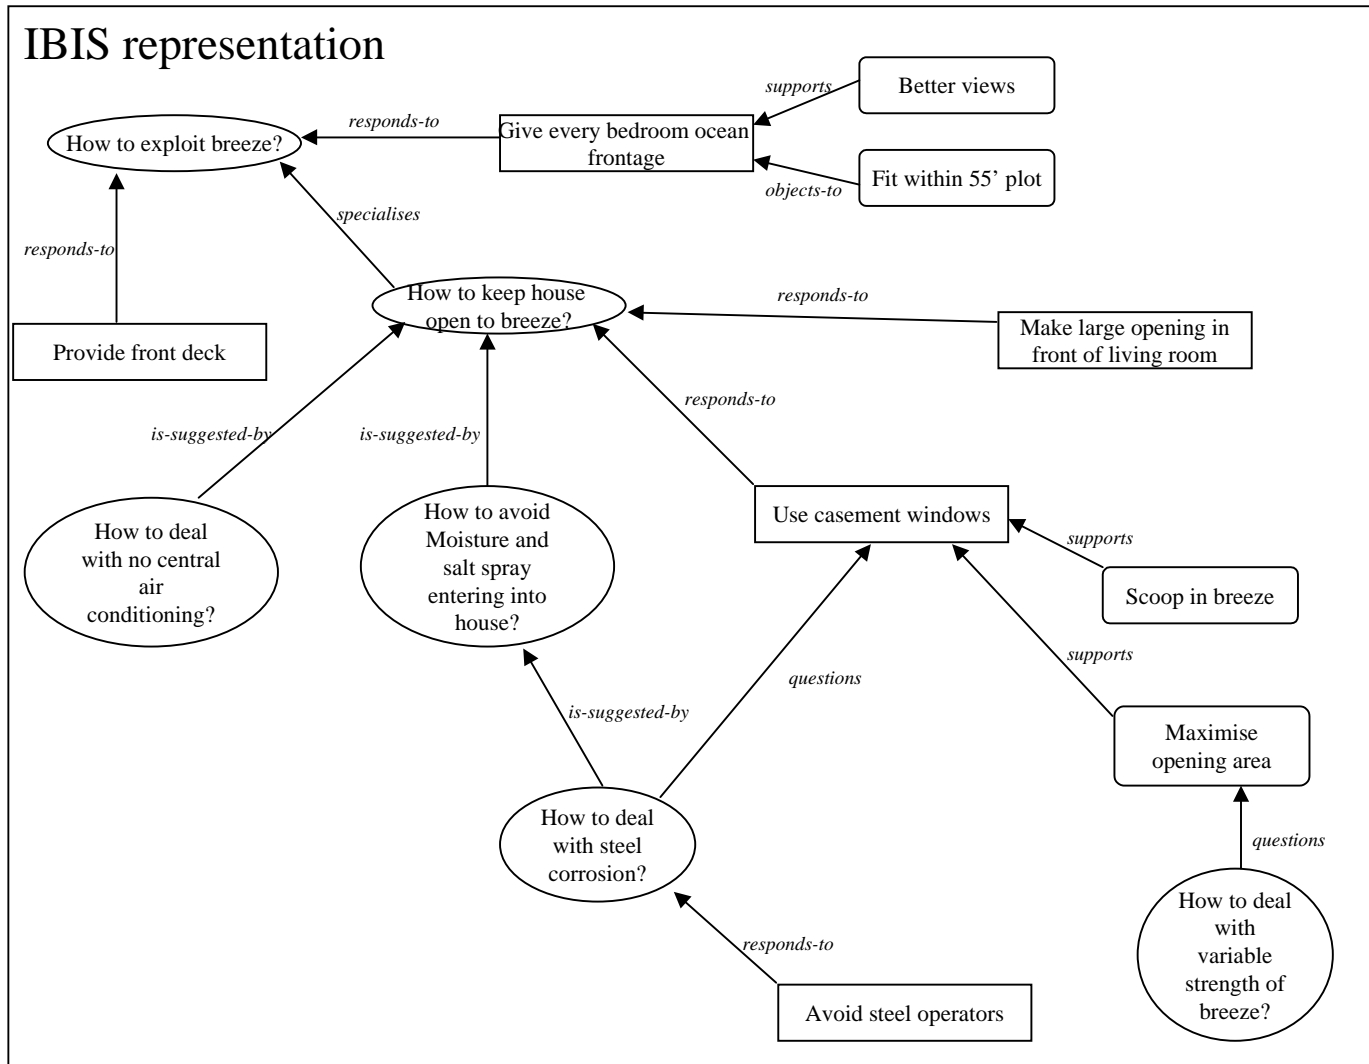 IBIS representation
Better views
supports
responds-to
How to exploit breeze?
Give every bedroom ocean
frontage
Fit within 55’ plot
objects-to
specialises
responds-to
How to keep house
open to breeze?
responds-to
Make large opening in
front of living room
Provide front deck
responds-to
is-suggested-by
is-suggested-by
How to deal
with no central
air
conditioning?
How to avoid
Moisture and
salt spray
entering into
house?
Use casement windows
supports
Scoop in breeze
supports
questions
is-suggested-by
Maximise
opening area
How to deal
with steel
corrosion?
questions
How to deal
with
variable
strength of
breeze?
responds-to
Avoid steel operators